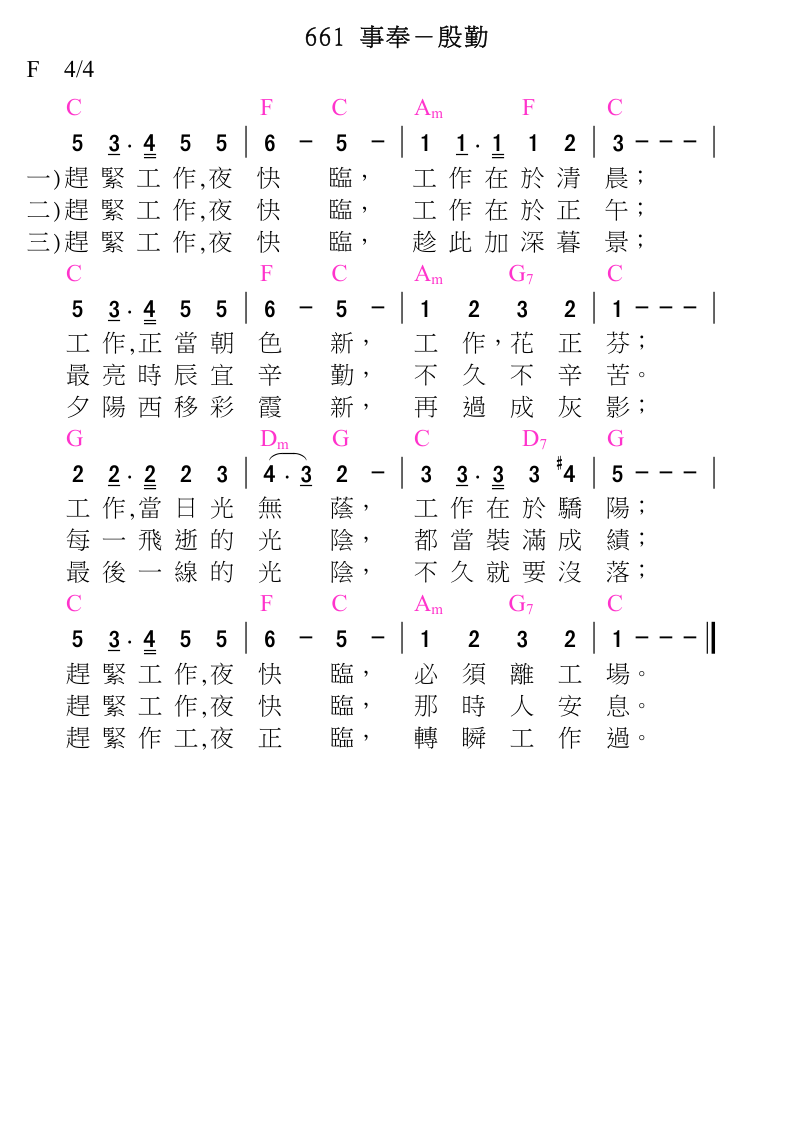 661 事奉－殷勤
F 4/4
C F C Am F C
5 3 · 4 5 5 | 6 － 5 － | 1 1 · 1 1 2 | 3 － － － |
一)趕緊工作,夜快臨，工作在於清晨；
二)趕緊工作,夜快臨，工作在於正午；
三)趕緊工作,夜快臨，趁此加深暮景；
C F C Am G7 C
5 3 · 4 5 5 | 6 － 5 － | 1 2 3 2 | 1 － － － |
工作,正當朝色新，工作，花正芬；
最亮時辰宜辛勤，不久不辛苦。
夕陽西移彩霞新，再過成灰影；
G Dm G C D7 G
2 2 · 2 2 3 | 4 · 3 2 － | 3 3 · 3 3 #4 | 5 － － － |
工作,當日光無蔭，工作在於驕陽；
每一飛逝的光陰，都當裝滿成績；
最後一線的光陰，不久就要沒落；
C F C Am G7 C
5 3 · 4 5 5 | 6 － 5 － | 1 2 3 2 | 1 － － － ‖
趕緊工作,夜快臨，必須離工場。
趕緊工作,夜快臨，那時人安息。
趕緊作工,夜正臨，轉瞬工作過。